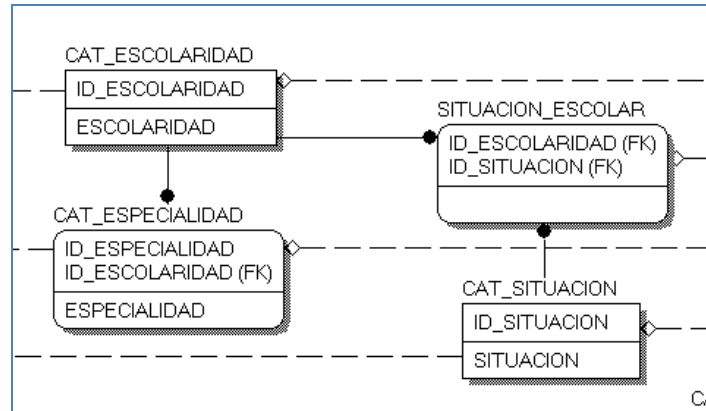 CAT_ESCOLARIDAD
ID_ESCOLARIDAD
ESCOLARIDAD
SITUACION_ESCOLAR
ID_ESCOLARIDAD (FK)
ID_SITUACION (FK)
CAT_ESPECIALIDAD
ID_ESPECIALIDAD
ID_ESCOLARIDAD (FK)
ESPECIALIDAD
CAT_SITUACION
ID_SITUACION
SITUACION